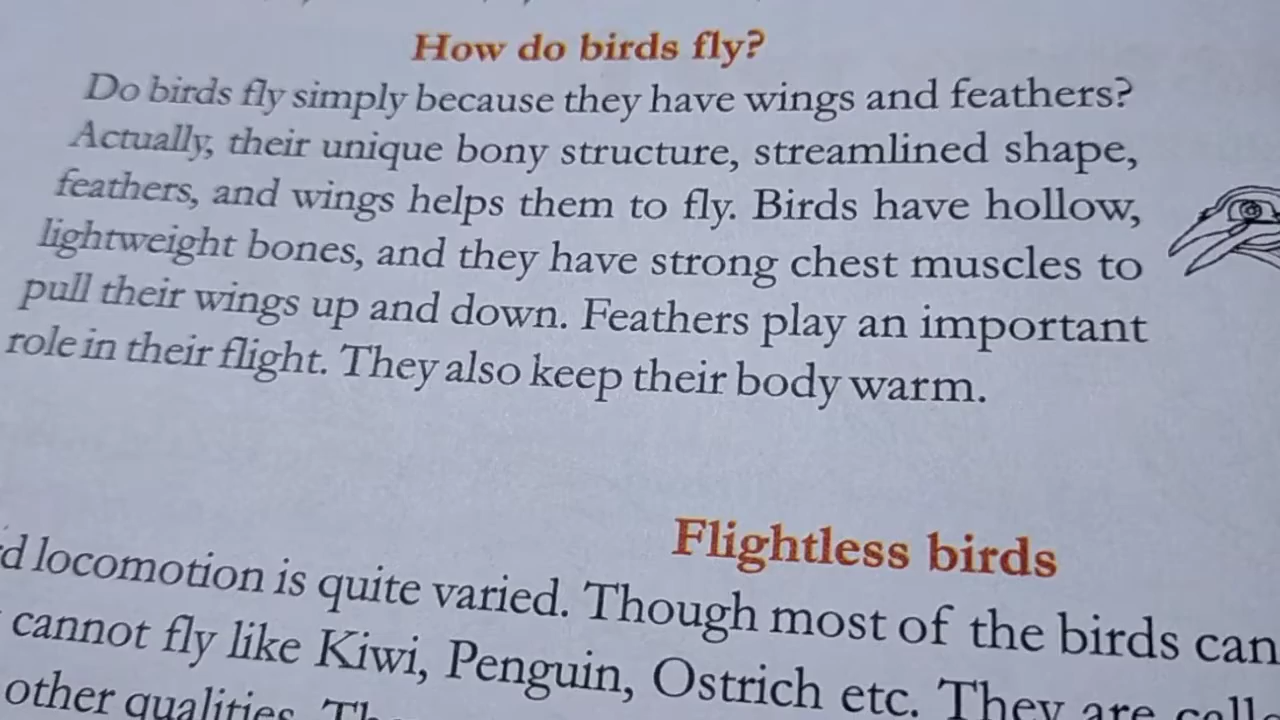 How do birds fly?
Do birds fly simply because they have wings and feathers?
Actually, their unique bony structure, streamlined shape,
feathers, and wings helps them to fly. Birds have hollow,
lightweight bones, and they have strong chest muscles to
pull their wings up and down. Feathers play an important
role in their flight. They also keep their body warm.
Flightless birds
locomotion is quite varied. Though most of the birds can
cannot fly like Kiwi, Penguin, Ostrich etc. They are
other qualities.